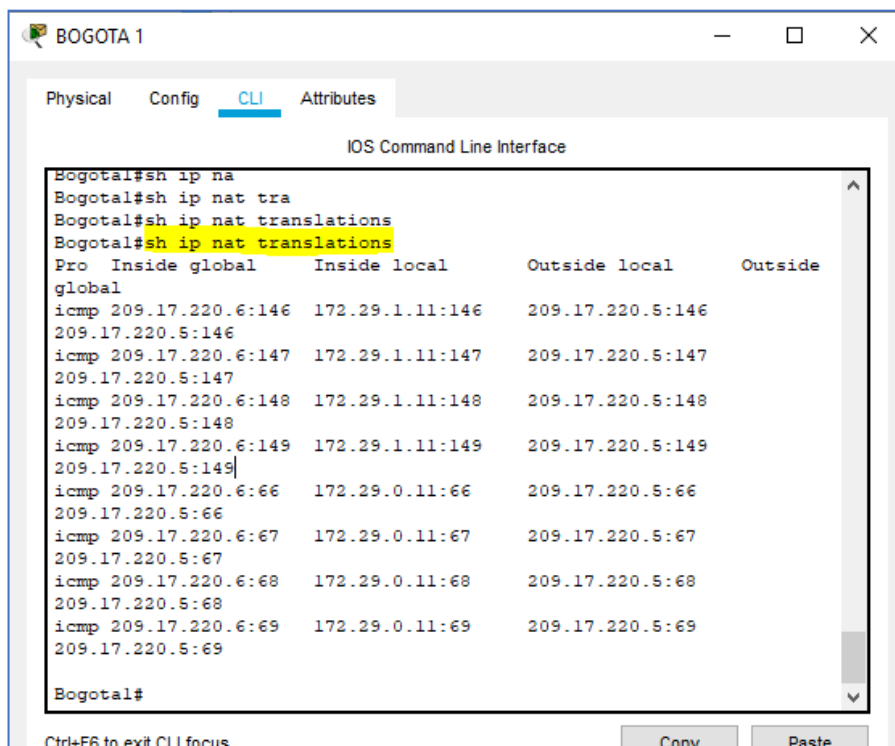 BOGOTA 1
Physical Config CLI Attributes
IOS Command Line Interface
Bogota1#sh ip na
Bogota1#sh ip nat tra
Bogota1#sh ip nat translations
Bogota1#sh ip nat translations
Pro Inside global Inside local Outside local Outside
global
icmp 209.17.220.6:146 172.29.1.11:146 209.17.220.5:146
209.17.220.5:146
icmp 209.17.220.6:147 172.29.1.11:147 209.17.220.5:147
209.17.220.5:147
icmp 209.17.220.6:148 172.29.1.11:148 209.17.220.5:148
209.17.220.5:148
icmp 209.17.220.6:149 172.29.1.11:149 209.17.220.5:149
209.17.220.5:149
icmp 209.17.220.6:66 172.29.0.11:66 209.17.220.5:66
209.17.220.5:66
icmp 209.17.220.6:67 172.29.0.11:67 209.17.220.5:67
209.17.220.5:67
icmp 209.17.220.6:68 172.29.0.11:68 209.17.220.5:68
209.17.220.5:68
icmp 209.17.220.6:69 172.29.0.11:69 209.17.220.5:69
209.17.220.5:69
Bogota1#
Ctrl+F6 to exit CLI focus
Copy Paste